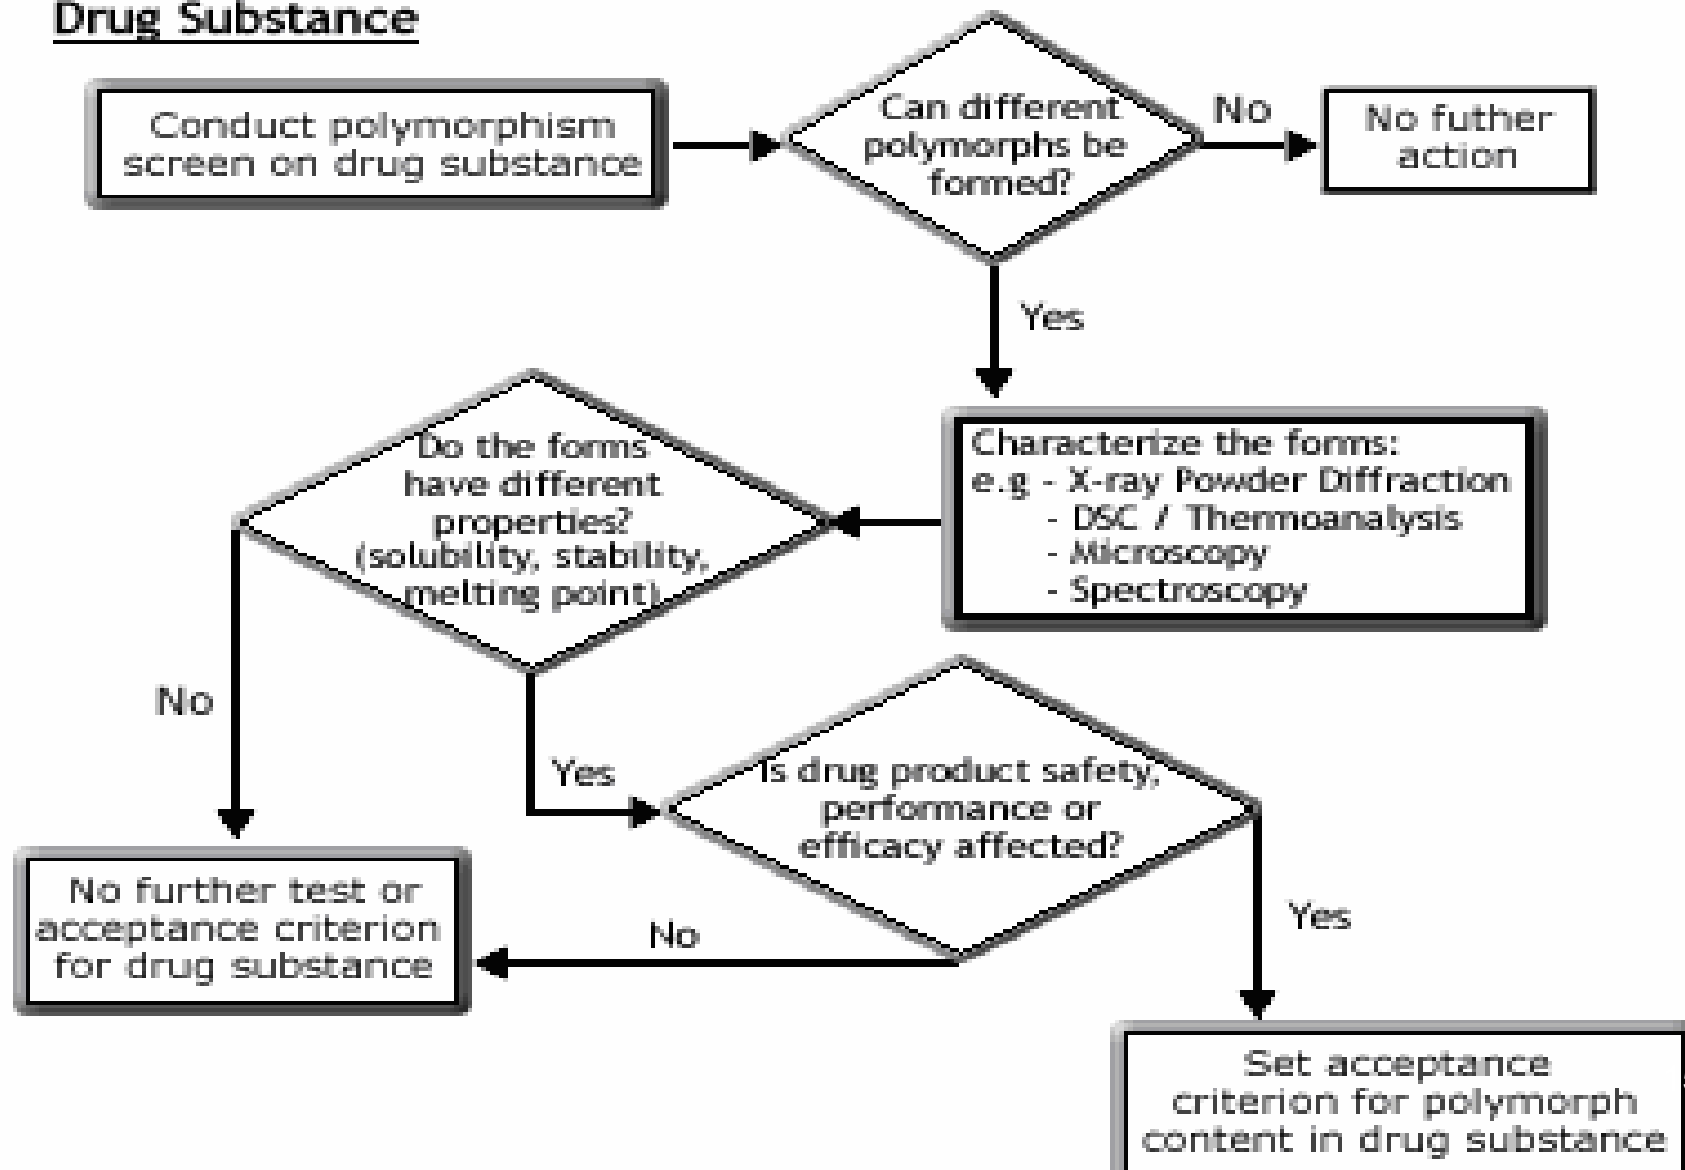 Drug Substance
Conduct polymorphism
screen on drug substance
Can different
polymorphs be
formed?
No
No futher
action
Yes
Characterize the forms:
e.g - X-ray Powder Diffraction
- DSC / Thermoanalysis
- Microscopy
- Spectroscopy
Do the forms
have different
properties?
(solubility, stability,
melting point)
No
Yes
Is drug product safety,
performance or
efficacy affected?
No further test or
acceptance criterion
for drug substance
No
Yes
Set acceptance
criterion for polymorph
content in drug substance